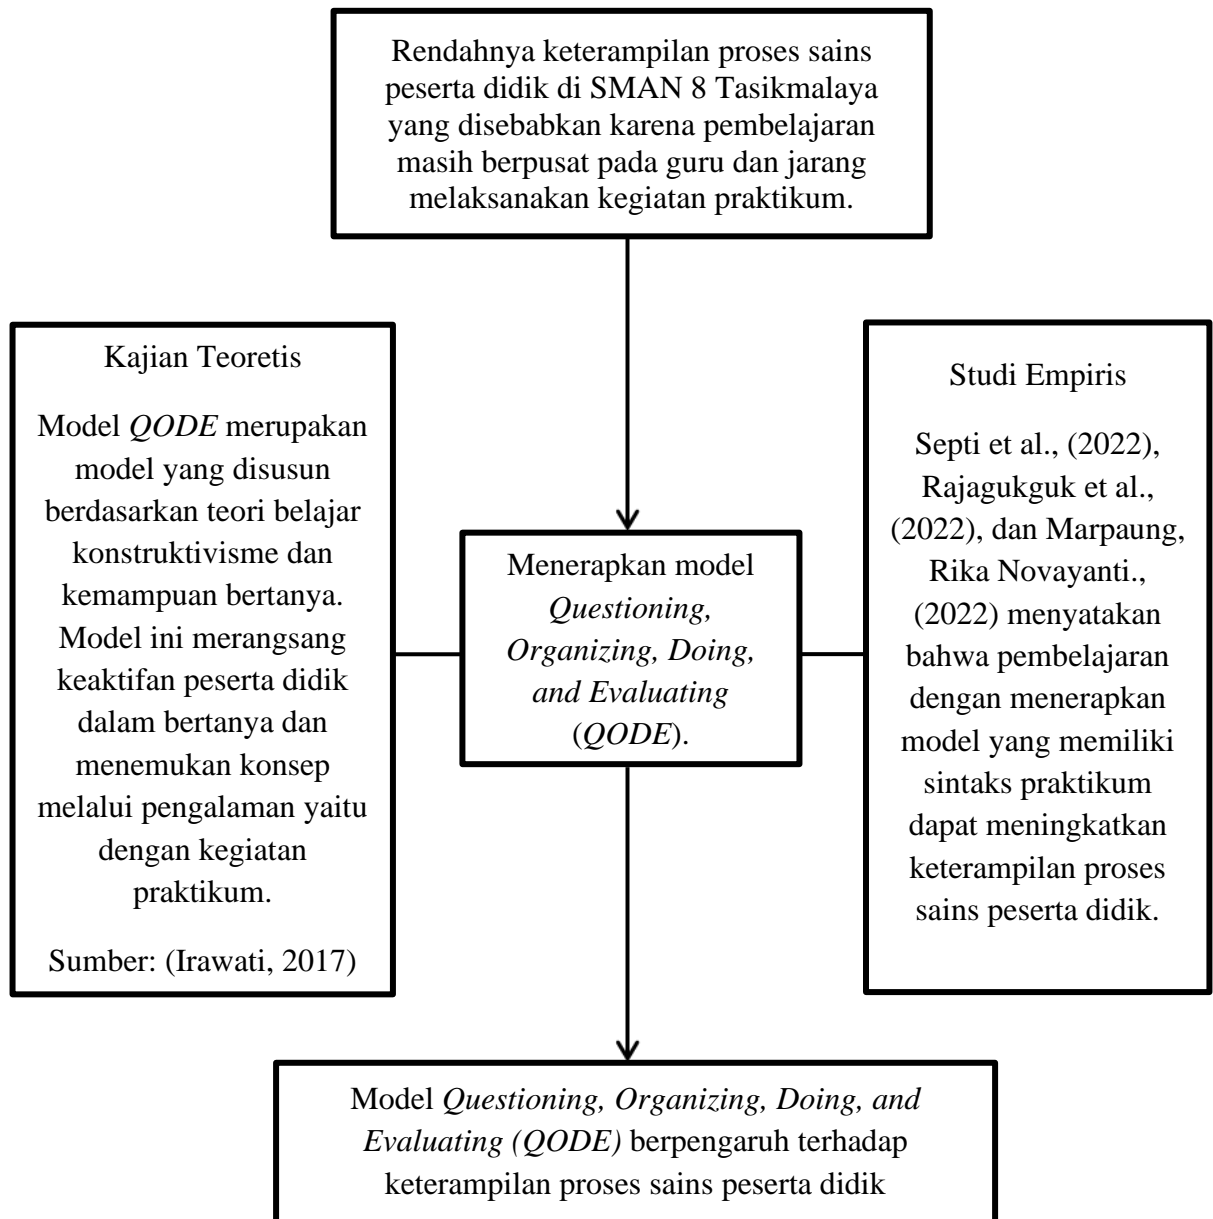 Rendahnya keterampilan proses sains
peserta didik di SMAN 8 Tasikmalaya
yang disebabkan karena pembelajaran
masih berpusat pada guru dan jarang
melaksanakan kegiatan praktikum.
Kajian Teoretis
Model QODE merupakan
model yang disusun
berdasarkan teori belajar
konstruktivisme dan
kemampuan bertanya.
Model ini merangsang
keaktifan peserta didik
dalam bertanya dan
menemukan konsep
melalui pengalaman yaitu
dengan kegiatan
praktikum.
Sumber: (Irawati, 2017)
Menerapkan model
Questioning,
Organizing, Doing,
and Evaluating
(QODE).
Studi Empiris
Septi et al., (2022),
Rajagukguk et al.,
(2022), dan Marpaung,
Rika Novayanti.,
(2022) menyatakan
bahwa pembelajaran
dengan menerapkan
model yang memiliki
sintaks praktikum
dapat meningkatkan
keterampilan proses
sains peserta didik.
Model Questioning, Organizing, Doing, and
Evaluating (QODE) berpengaruh terhadap
keterampilan proses sains peserta didik